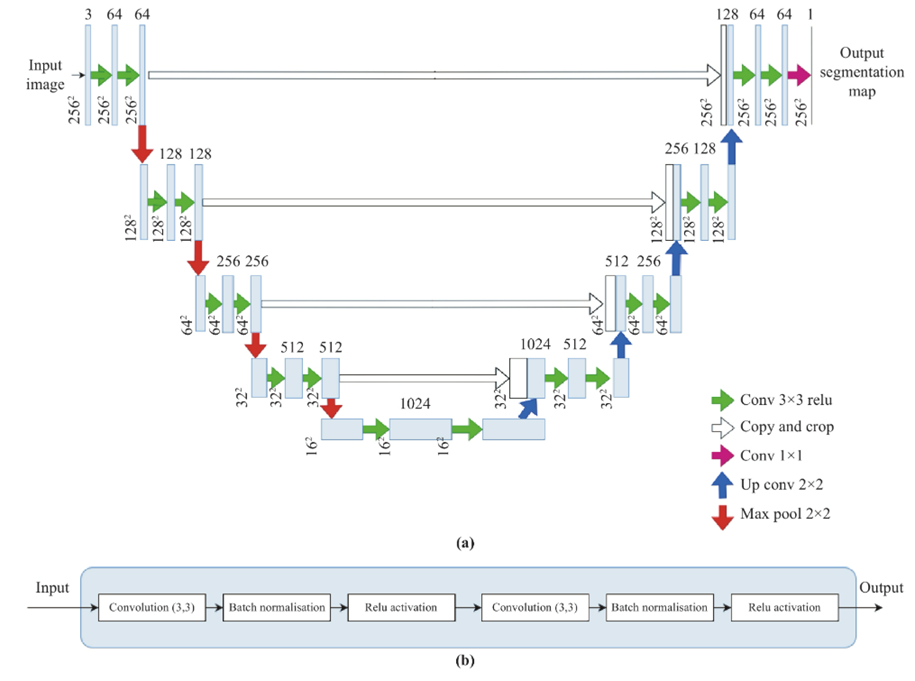 3 64 64
128 64 64 1
Input
image
Output
segmentation
map
256² 256² 256²
256² 256² 256² 256²
128 128
256 128
128² 128² 128²
128² 128² 128²
256 256
512 256
64² 64² 64²
64² 64² 64²
512 512
1024 512
32² 32² 32²
32² 32² 32²
1024
16² 16² 16²
Conv 3×3 relu
Copy and crop
Conv 1×1
Up conv 2×2
Max pool 2×2
(a)
Input
Output
Convolution (3,3) Batch normalisation Relu activation Convolution (3,3) Batch normalisation Relu activation
(b)